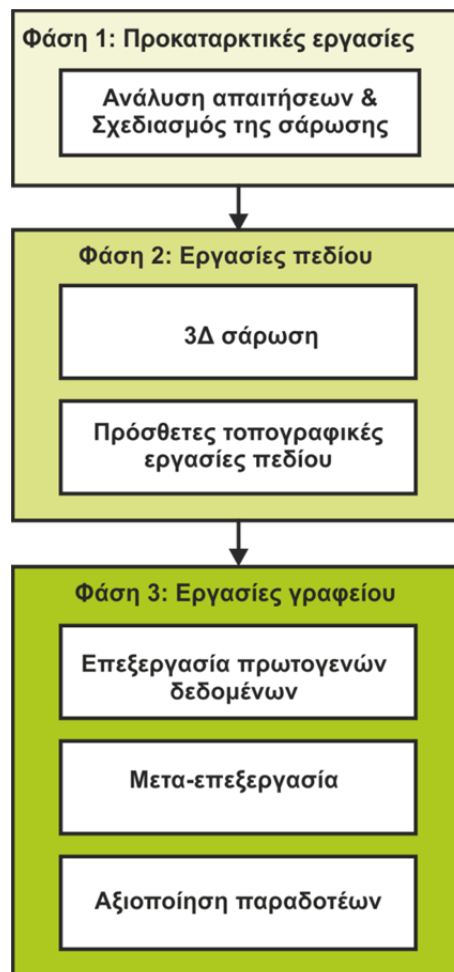 Φάση 1: Προκαταρκτικές εργασίες
Ανάλυση απαιτήσεων &
Σχεδιασμός της σάρωσης
Φάση 2: Εργασίες πεδίου
3Δ σάρωση
Πρόσθετες τοπογραφικές
εργασίες πεδίου
Φάση 3: Εργασίες γραφείου
Επεξεργασία πρωτογενών
δεδομένων
Μετα-επεξεργασία
Αξιοποίηση παραδοτέων